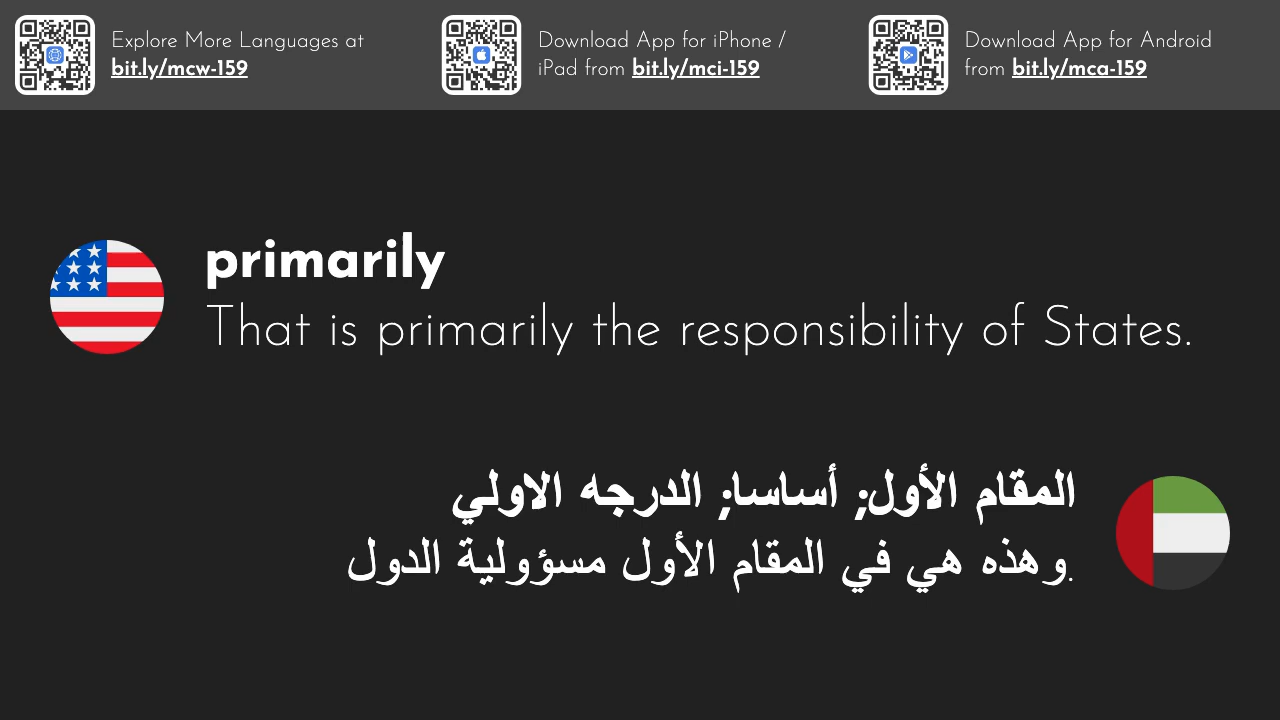 Explore More Languages at
bit.ly/mcw-159
Download App for iPhone /
iPad from bit.ly/mci-159
Download App for Android
from bit.ly/mca-159
primarily
That is primarily the responsibility of States.
المقام الأول; أساسا; الدرجه الاولي
وهذه هي في المقام الأول مسؤولية الدول.